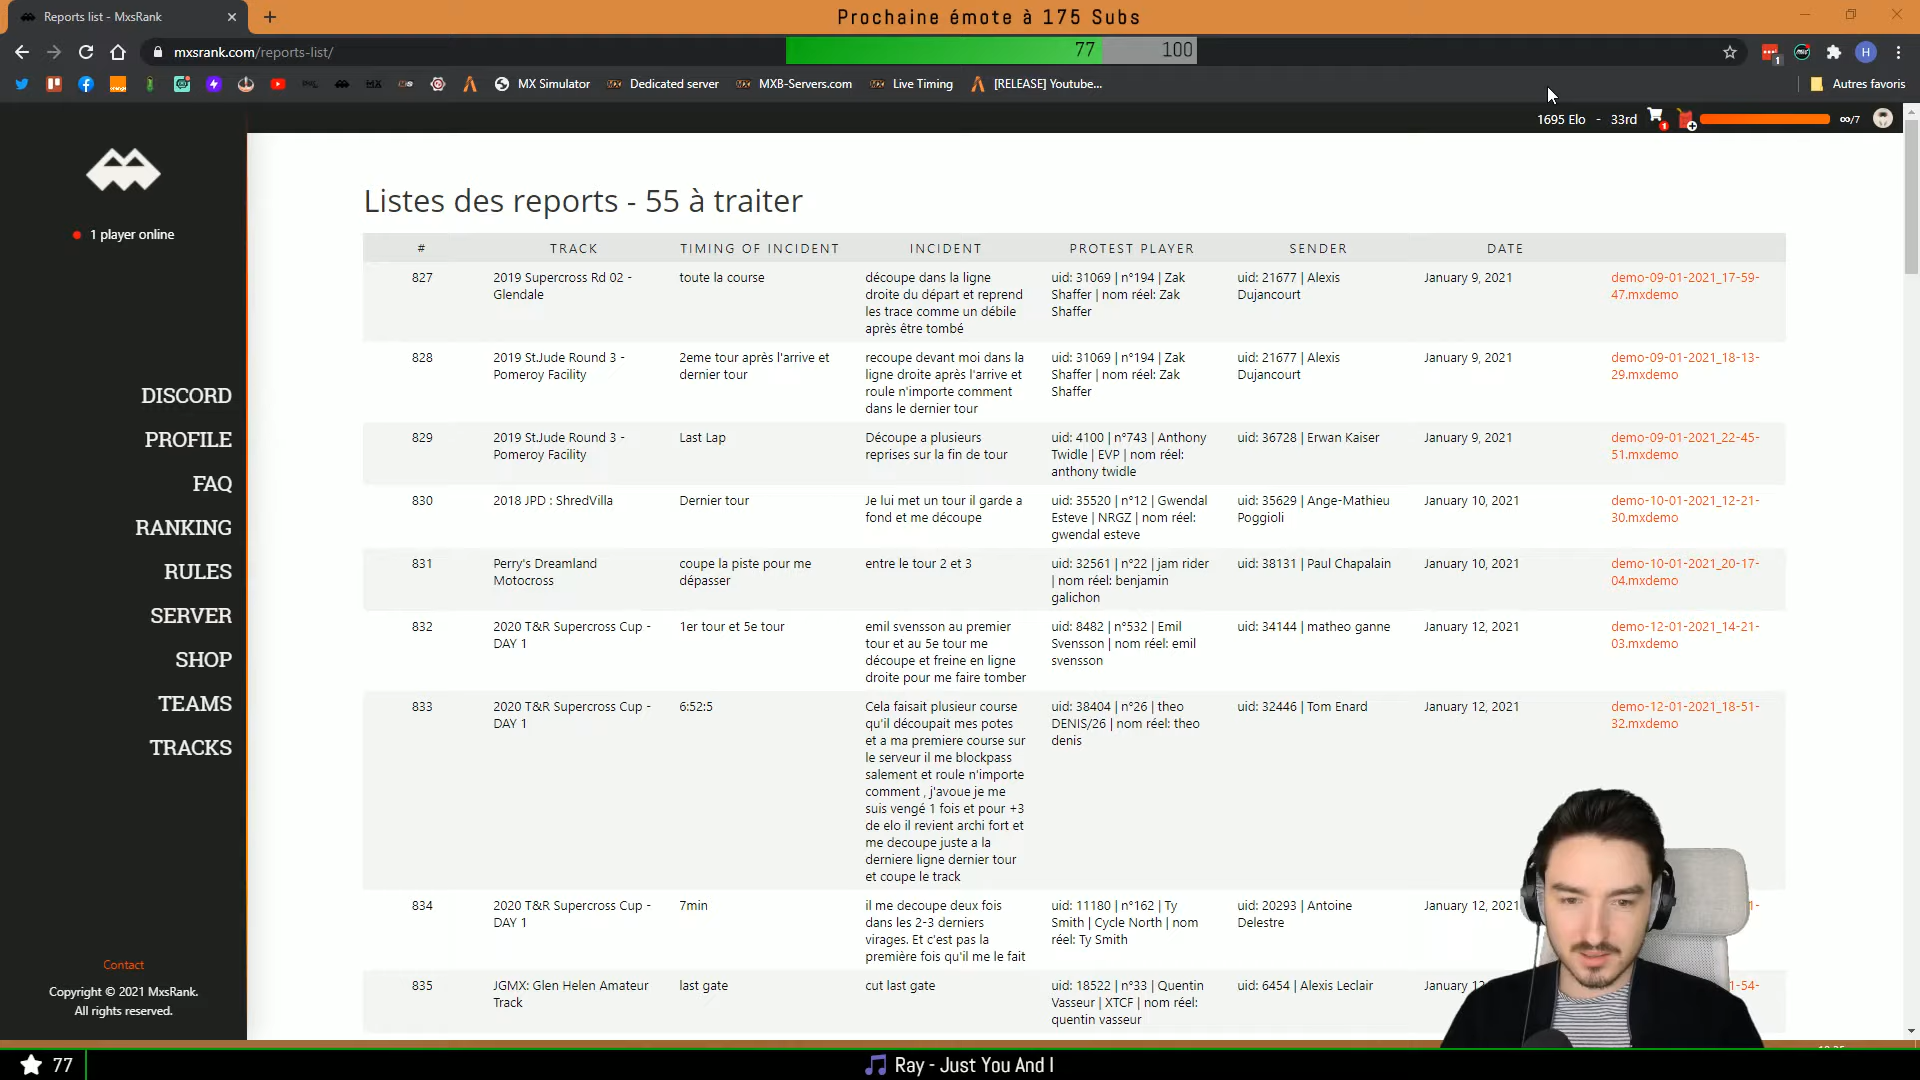 Reports list - MxsRank
Prochaine émote à 175 Subs
mxsrank.com/reports-list/
77
100
1
MX Simulator
Dedicated server
MXB-Servers.com
Live Timing
[RELEASE] Youtube...
Autres favoris
1695 Elo - 33rd
1
∞/7
1 player online
DISCORD
PROFILE
FAQ
RANKING
RULES
SERVER
SHOP
TEAMS
TRACKS
Contact
Copyright © 2021 MxsRank.
All rights reserved.
Listes des reports - 55 à traiter
# TRACK TIMING OF INCIDENT INCIDENT PROTEST PLAYER SENDER DATE
827
2019 Supercross Rd 02 -
Glendale
toute la course
découpe dans la ligne
droite du départ et reprend
les trace comme un débile
après être tombé
uid: 31069 | n°194 | Zak
Shaffer | nom réel: Zak
Shaffer
uid: 21677 | Alexis
Dujancourt
January 9, 2021
demo-09-01-2021_17-59-
47.mxdemo
828
2019 St.Jude Round 3 -
Pomeroy Facility
2eme tour après l'arrive et
dernier tour
recoupe devant moi dans la
ligne droite après l'arrive et
roule n'importe comment
dans le dernier tour
uid: 31069 | n°194 | Zak
Shaffer | nom réel: Zak
Shaffer
uid: 21677 | Alexis
Dujancourt
January 9, 2021
demo-09-01-2021_18-13-
29.mxdemo
829
2019 St.Jude Round 3 -
Pomeroy Facility
Last Lap
Découpe a plusieurs
reprises sur la fin de tour
uid: 4100 | n°743 | Anthony
Twidle | EVP | nom réel:
anthony twidle
uid: 36728 | Erwan Kaiser
January 9, 2021
demo-09-01-2021_22-45-
51.mxdemo
830
2018 JPD : ShredVilla
Dernier tour
Je lui met un tour il garde a
fond et me découpe
uid: 35520 | n°12 | Gwendal
Esteve | NRGZ | nom réel:
gwendal esteve
uid: 35629 | Ange-Mathieu
Poggioli
January 10, 2021
demo-10-01-2021_12-21-
30.mxdemo
831
Perry's Dreamland
Motocross
coupe la piste pour me
dépasser
entre le tour 2 et 3
uid: 32561 | n°22 | jam rider
| nom réel: benjamin
galichon
uid: 38131 | Paul Chapalain
January 10, 2021
demo-10-01-2021_20-17-
04.mxdemo
832
2020 T&R Supercross Cup -
DAY 1
1er tour et 5e tour
emil svensson au premier
tour et au 5e tour me
découpe et freine en ligne
droite pour me faire tomber
uid: 8482 | n°532 | Emil
Svensson | nom réel: emil
svensson
uid: 34144 | matheo ganne
January 12, 2021
demo-12-01-2021_14-21-
03.mxdemo
833
2020 T&R Supercross Cup -
DAY 1
6:52:5
Cela faisait plusieur course
qu'il découpait mes potes
et a ma premiere course sur
le serveur il me blockpass
salement et roule n'importe
comment , j'avoue je me
suis vengé 1 fois et pour +3
de elo il revient archi fort et
me decoupe juste a la
derniere ligne dernier tour
et coupe le track
uid: 38404 | n°26 | theo
DENIS/26 | nom réel: theo
denis
uid: 32446 | Tom Enard
January 12, 2021
demo-12-01-2021_18-51-
32.mxdemo
834
2020 T&R Supercross Cup -
DAY 1
7min
il me decoupe deux fois
dans les 2-3 derniers
virages. Et c'est pas la
première fois qu'il me le fait
uid: 11180 | n°162 | Ty
Smith | Cycle North | nom
réel: Ty Smith
uid: 20293 | Antoine
Delestre
January 12, 2021
835
JGMX: Glen Helen Amateur
Track
last gate
cut last gate
uid: 18522 | n°33 | Quentin
Vasseur | XTCF | nom réel:
quentin vasseur
uid: 6454 | Alexis Leclair
January
-54-
77
Ray - Just You And I